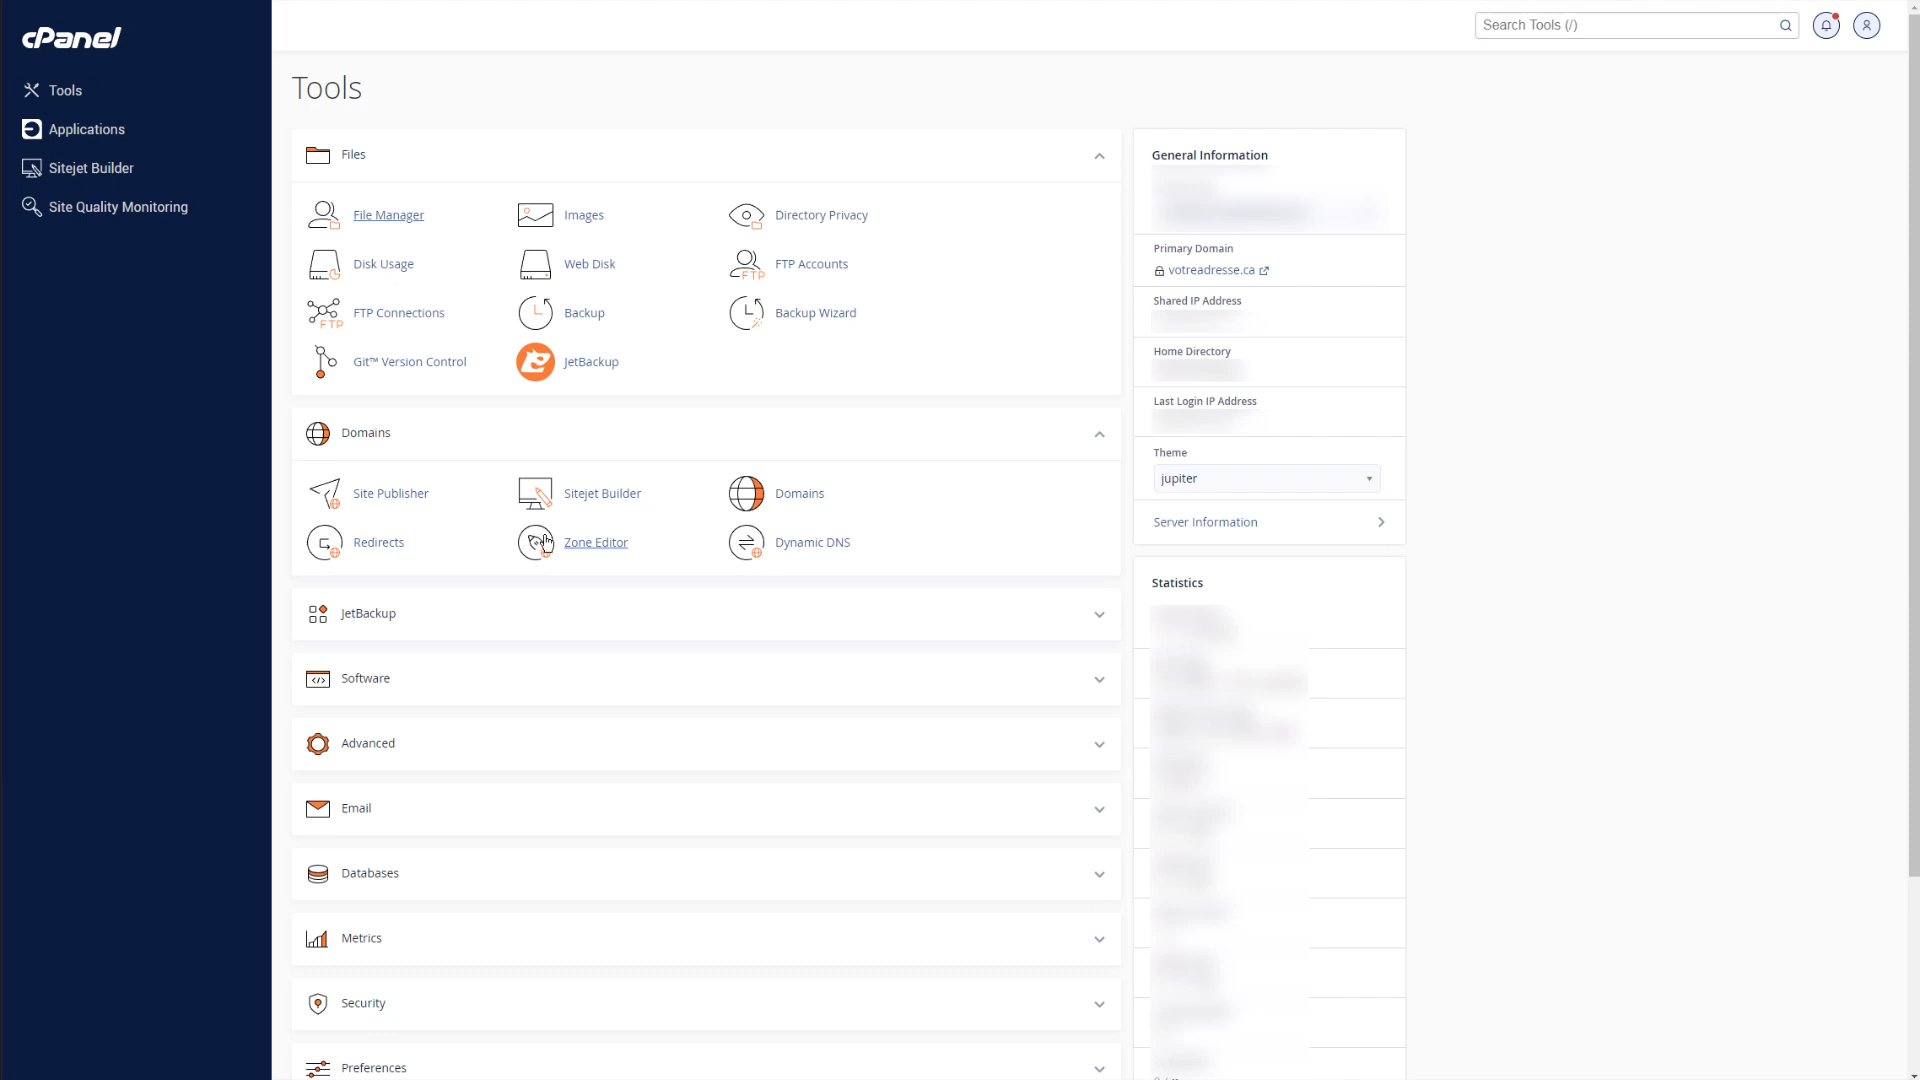 cPanel
Search Tools (/)
Tools
Applications
Sitejet Builder
Site Quality Monitoring
Tools
Files
File Manager
Images
Directory Privacy
Disk Usage
Web Disk
FTP Accounts
FTP
FTP Connections
FTP
Backup
Backup Wizard
Git™ Version Control
JetBackup
Domains
Site Publisher
Sitejet Builder
Domains
Redirects
Zone Editor
Dynamic DNS
JetBackup
Software
Advanced
Email
Databases
Metrics
Security
Preferences
General Information
Primary Domain
votreadresse.ca
Shared IP Address
Home Directory
Last Login IP Address
Theme
jupiter
Server Information
Statistics